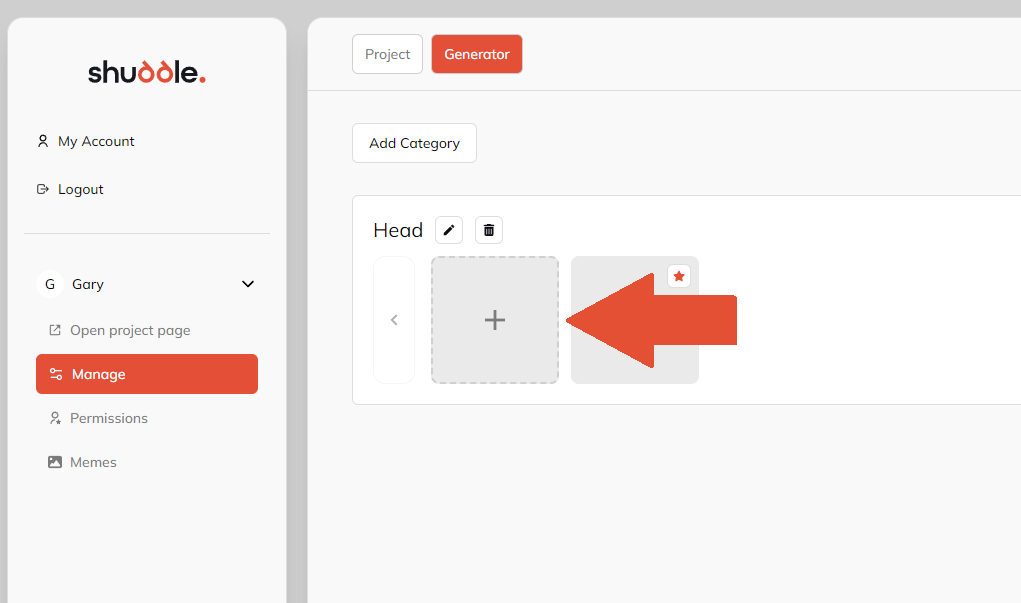 shuddle.
My Account
Logout
G Gary
Open project page
Manage
Permissions
Memes
Project Generator
Add Category
Head